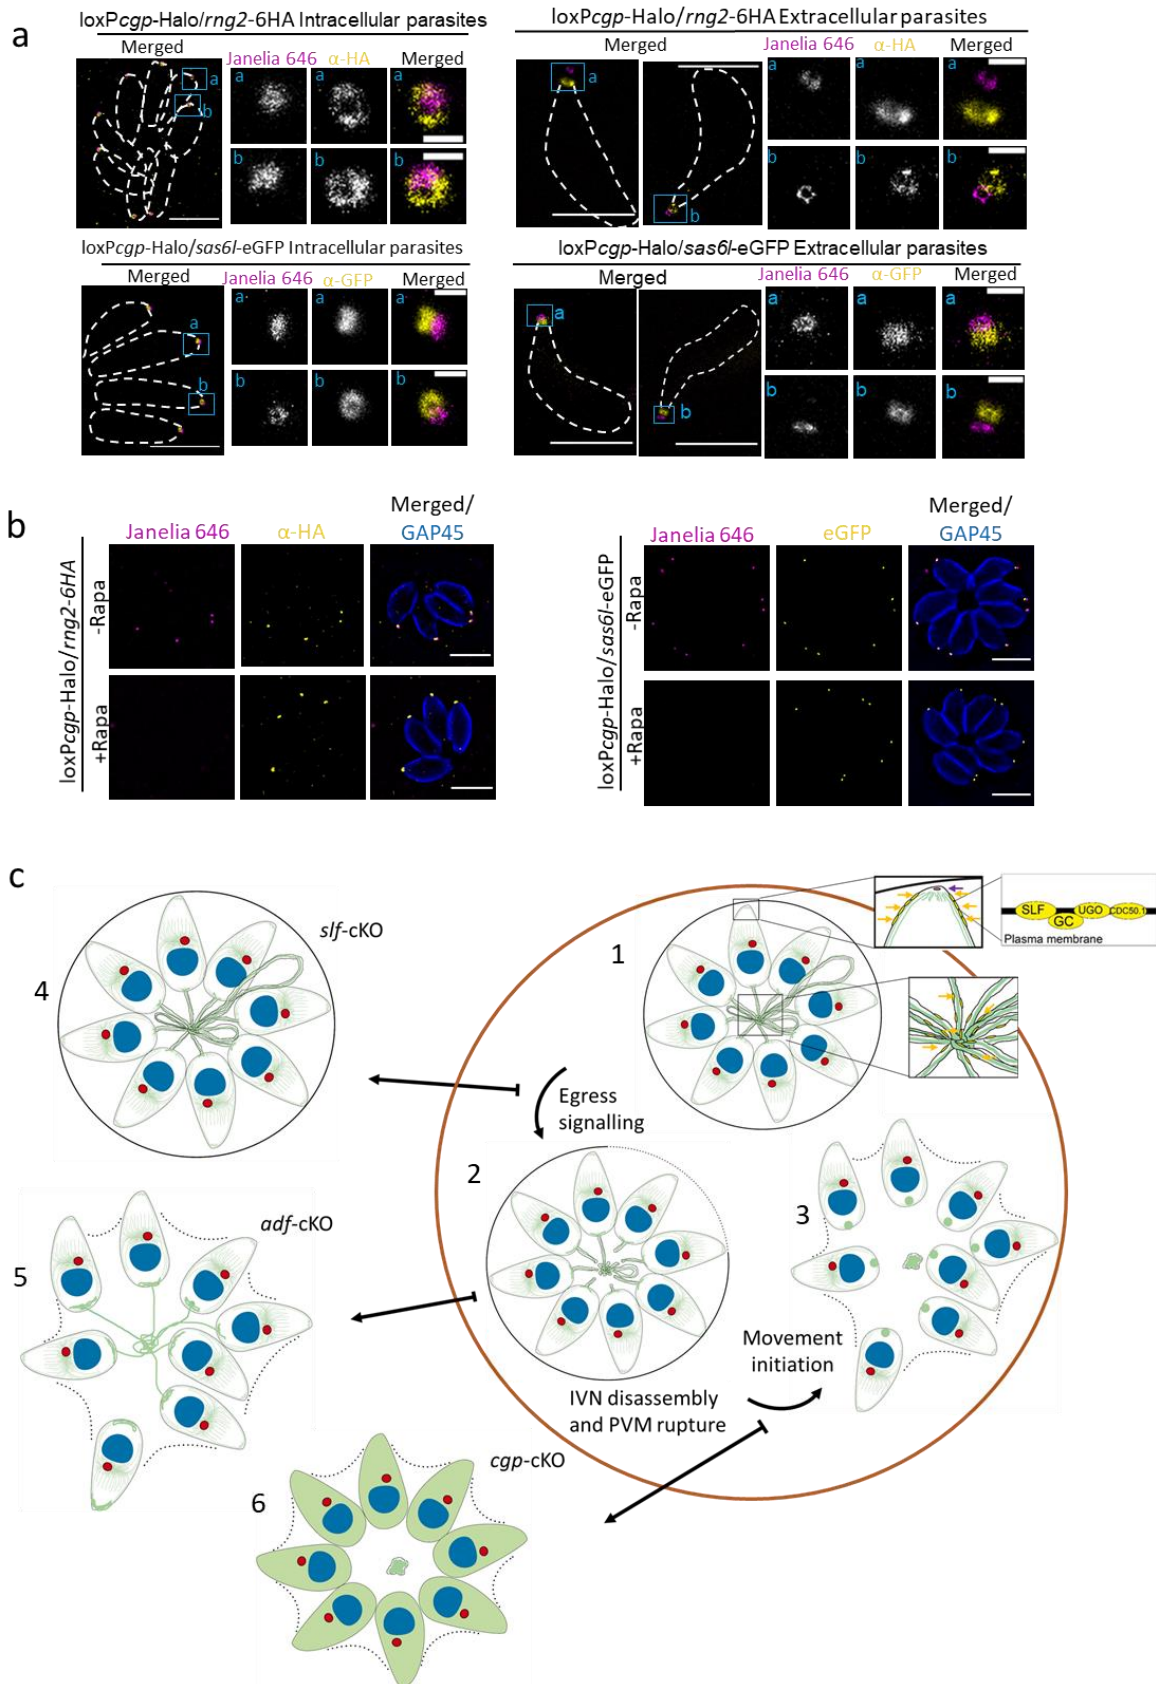 a
loxPcgp-Halo/rng2-6HA Intracellular parasites
Merged
Janelia 646 α-HA Merged
a
b
a a a
b b b
loxPcgp-Halo/rng2-6HA Extracellular parasites
Merged
Janelia 646 α-HA Merged
a
b
a a a
b b b
loxPcgp-Halo/sas6l-eGFP Intracellular parasites
Merged
Janelia 646 α-GFP Merged
a
b
a a a
b b b
loxPcgp-Halo/sas6l-eGFP Extracellular parasites
Merged
Janelia 646 α-GFP Merged
a
b
a a a
b b b
b
loxPcgp-Halo/rng2-6HA
Janelia 646 α-HA Merged/
GAP45
-Rapa
+Rapa
loxPcgp-Halo/sas6l-eGFP
Janelia 646 eGFP Merged/
GAP45
-Rapa
+Rapa
c
4
slf-cKO
1
SLF
GC
UGO
CDC50.1
Plasma membrane
Egress
signalling
2
3
adf-cKO
5
Movement
initiation
IVN disassembly
and PVM rupture
cgp-cKO
6